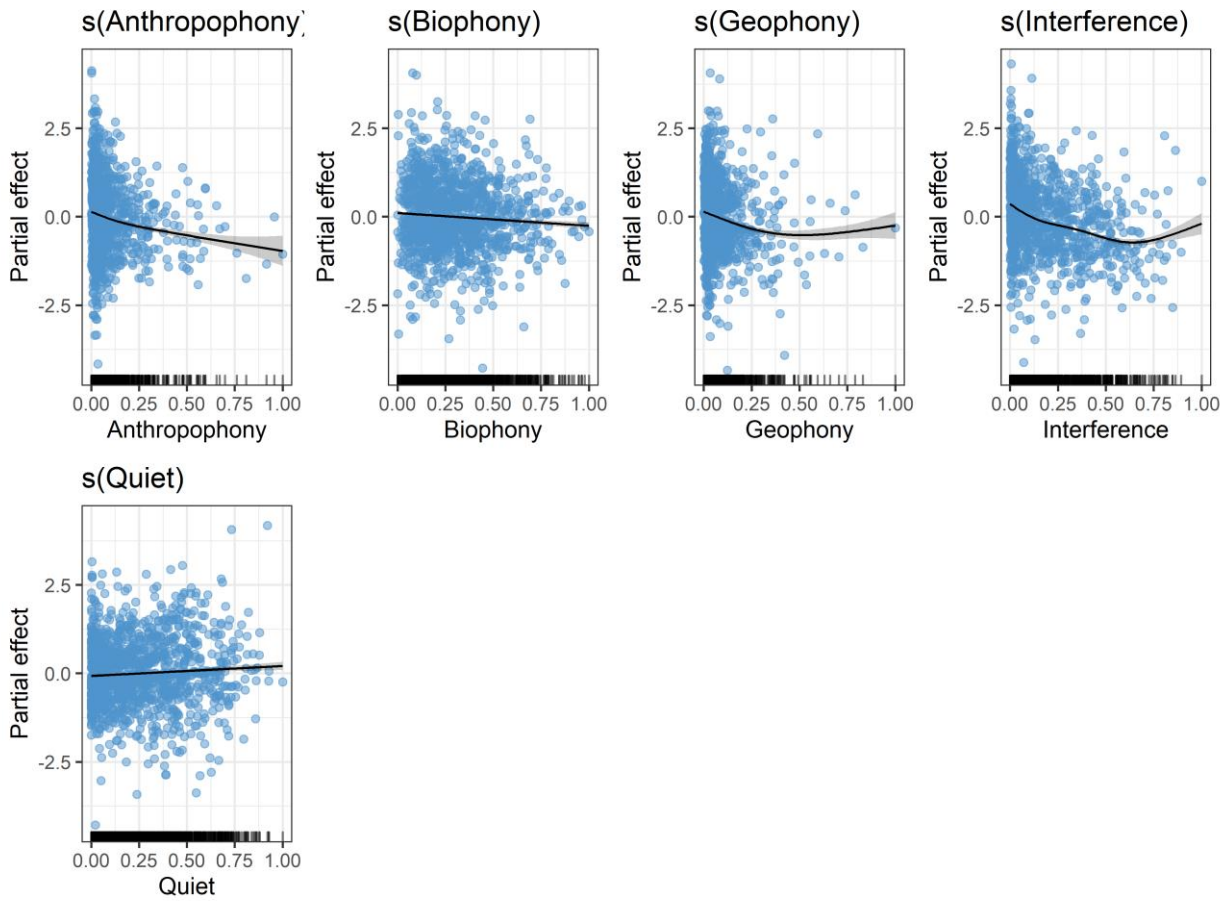 s(Anthropophony)
s(Biophony)
s(Geophony)
s(Interference)
Partial effect
2.5
0.0
-2.5
0.00 0.25 0.50 0.75 1.00
Anthropophony
Partial effect
2.5
0.0
-2.5
0.00 0.25 0.50 0.75 1.00
Biophony
Partial effect
2.5
0.0
-2.5
0.00 0.25 0.50 0.75 1.00
Geophony
Partial effect
2.5
0.0
-2.5
0.00 0.25 0.50 0.75 1.00
Interference
s(Quiet)
Partial effect
2.5
0.0
-2.5
0.00 0.25 0.50 0.75 1.00
Quiet